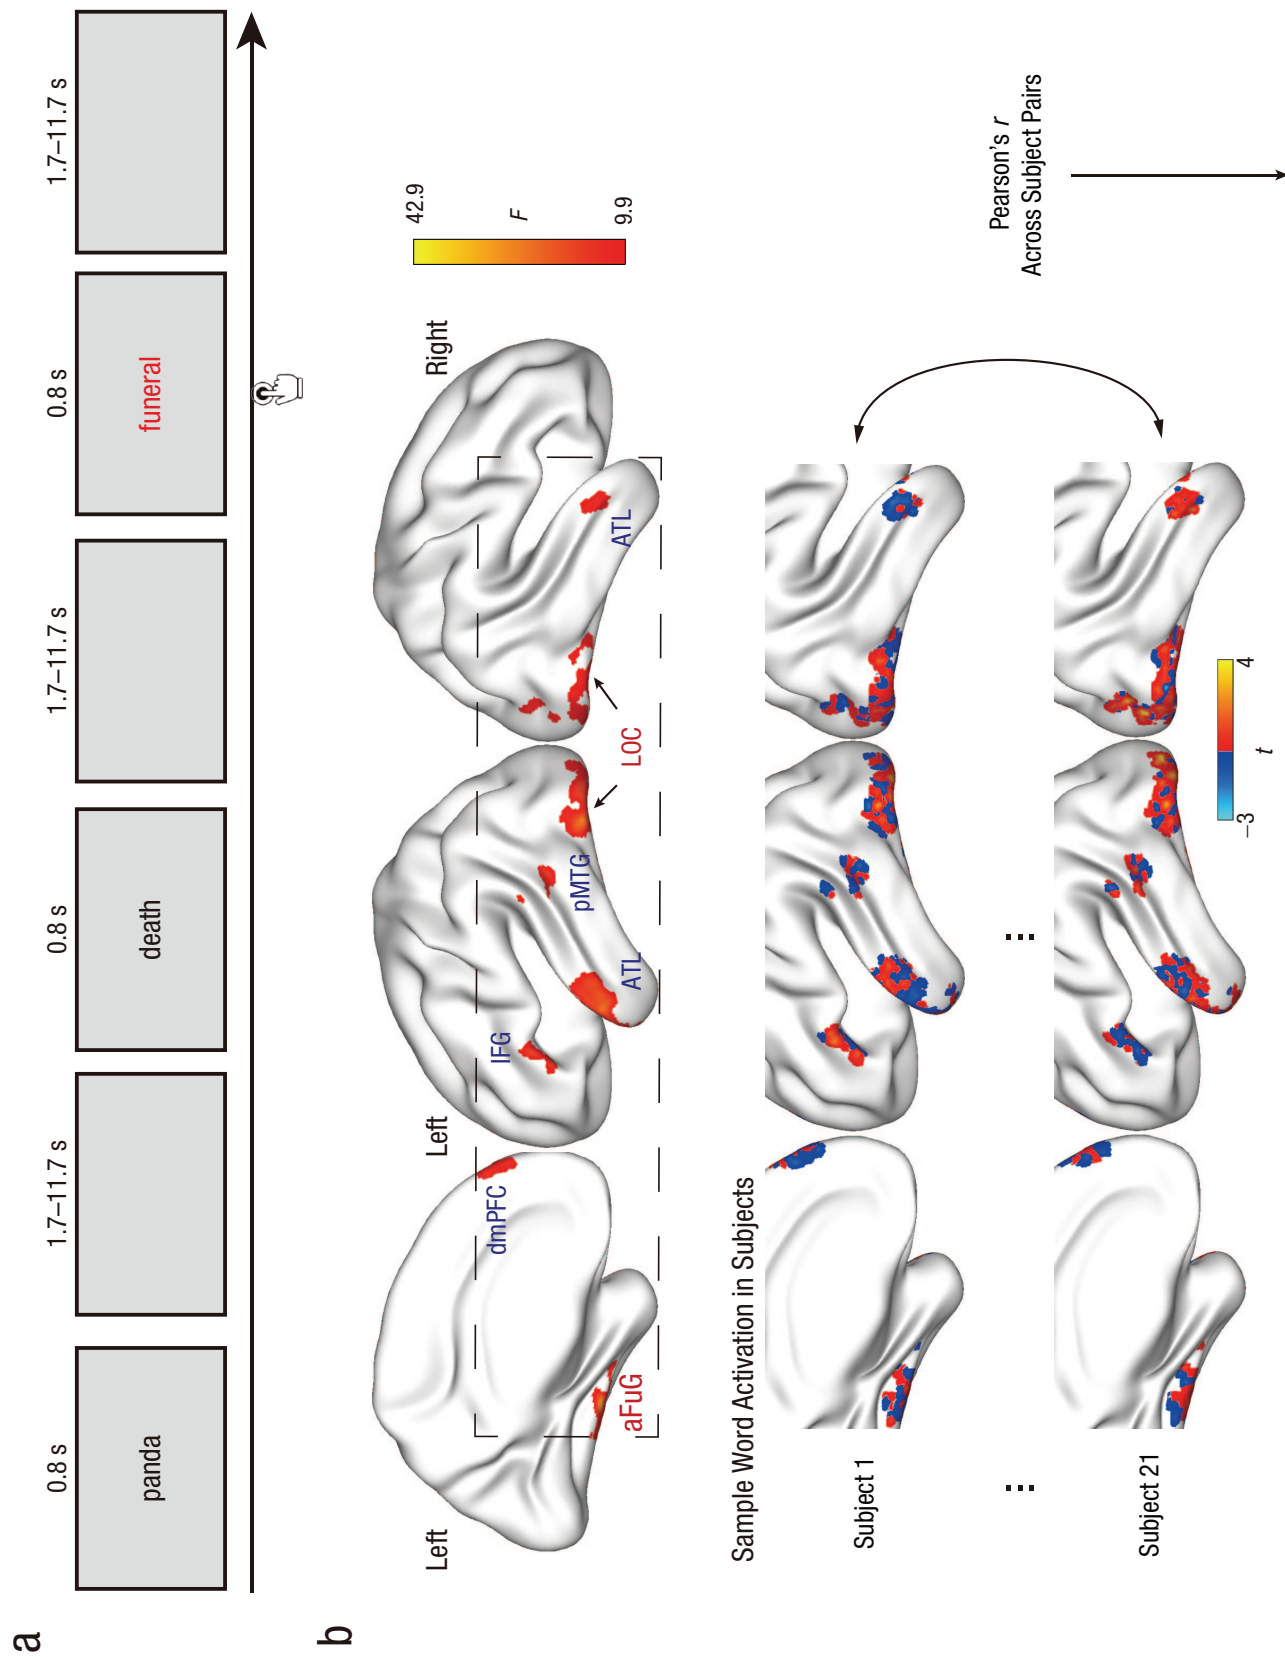 a
0.8 s
1.7–11.7 s
0.8 s
1.7–11.7 s
0.8 s
1.7–11.7 s
panda
death
funeral
b
Left
Left
Right
dmPFC
IFG
aFuG
ATL
pMTG
LOC
ATL
42.9
F
9.9
Sample Word Activation in Subjects
Subject 1
...
...
Subject 21
–3
4
t
Pearson's r
Across Subject Pairs